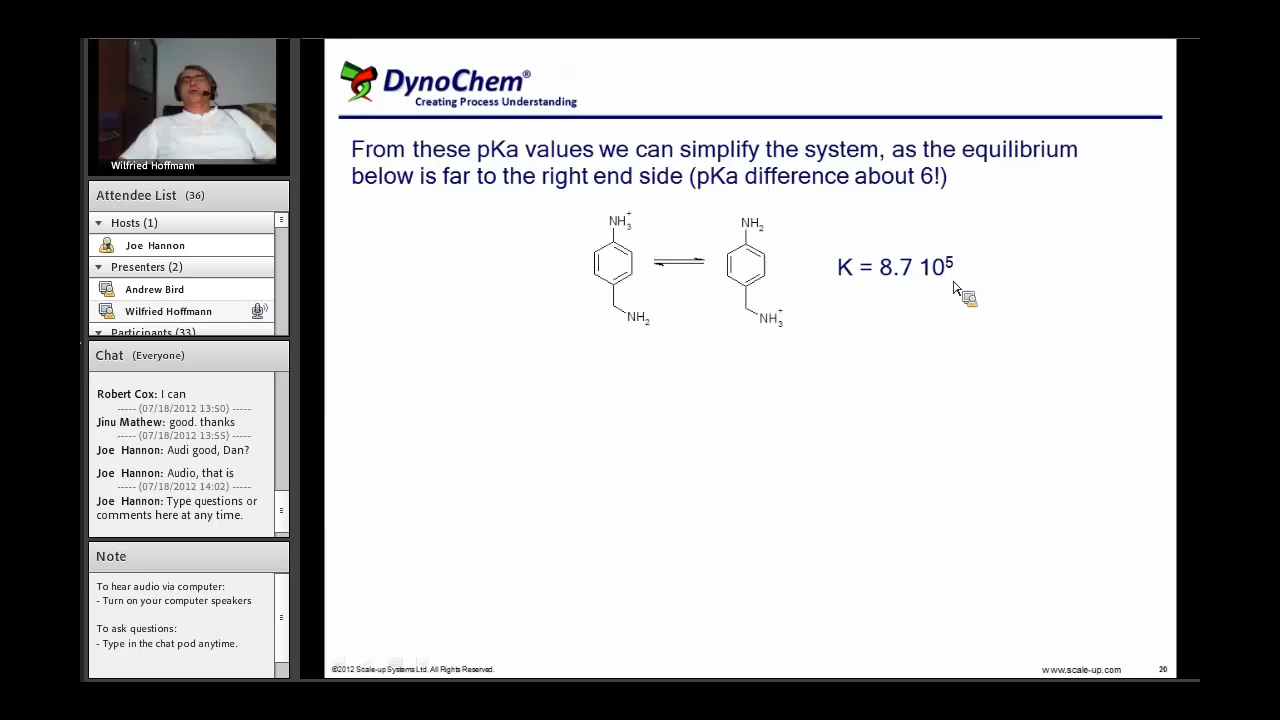 Wilfried Hoffmann
Attendee List (36)
Hosts (1)
Joe Hannon
Presenters (2)
Andrew Bird
Wilfried Hoffmann
Participants (33)
Chat (Everyone)
Robert Cox: I can
----- (07/18/2012 13:50) -----
Jinu Mathew: good. thanks
----- (07/18/2012 13:55) -----
Joe Hannon: Audi good, Dan?
Joe Hannon: Audio, that is
----- (07/18/2012 14:02) -----
Joe Hannon: Type questions or
comments here at any time.
Note
To hear audio via computer:
- Turn on your computer speakers
To ask questions:
- Type in the chat pod anytime.
DynoChem®
Creating Process Understanding
From these pKa values we can simplify the system, as the equilibrium
below is far to the right end side (pKa difference about 6!)
NH₃⁺
NH₂
NH₂
NH₃⁺
K = 8.7 10⁵
©2012 Scale-up Systems Ltd. All Rights Reserved.
www.scale-up.com
20